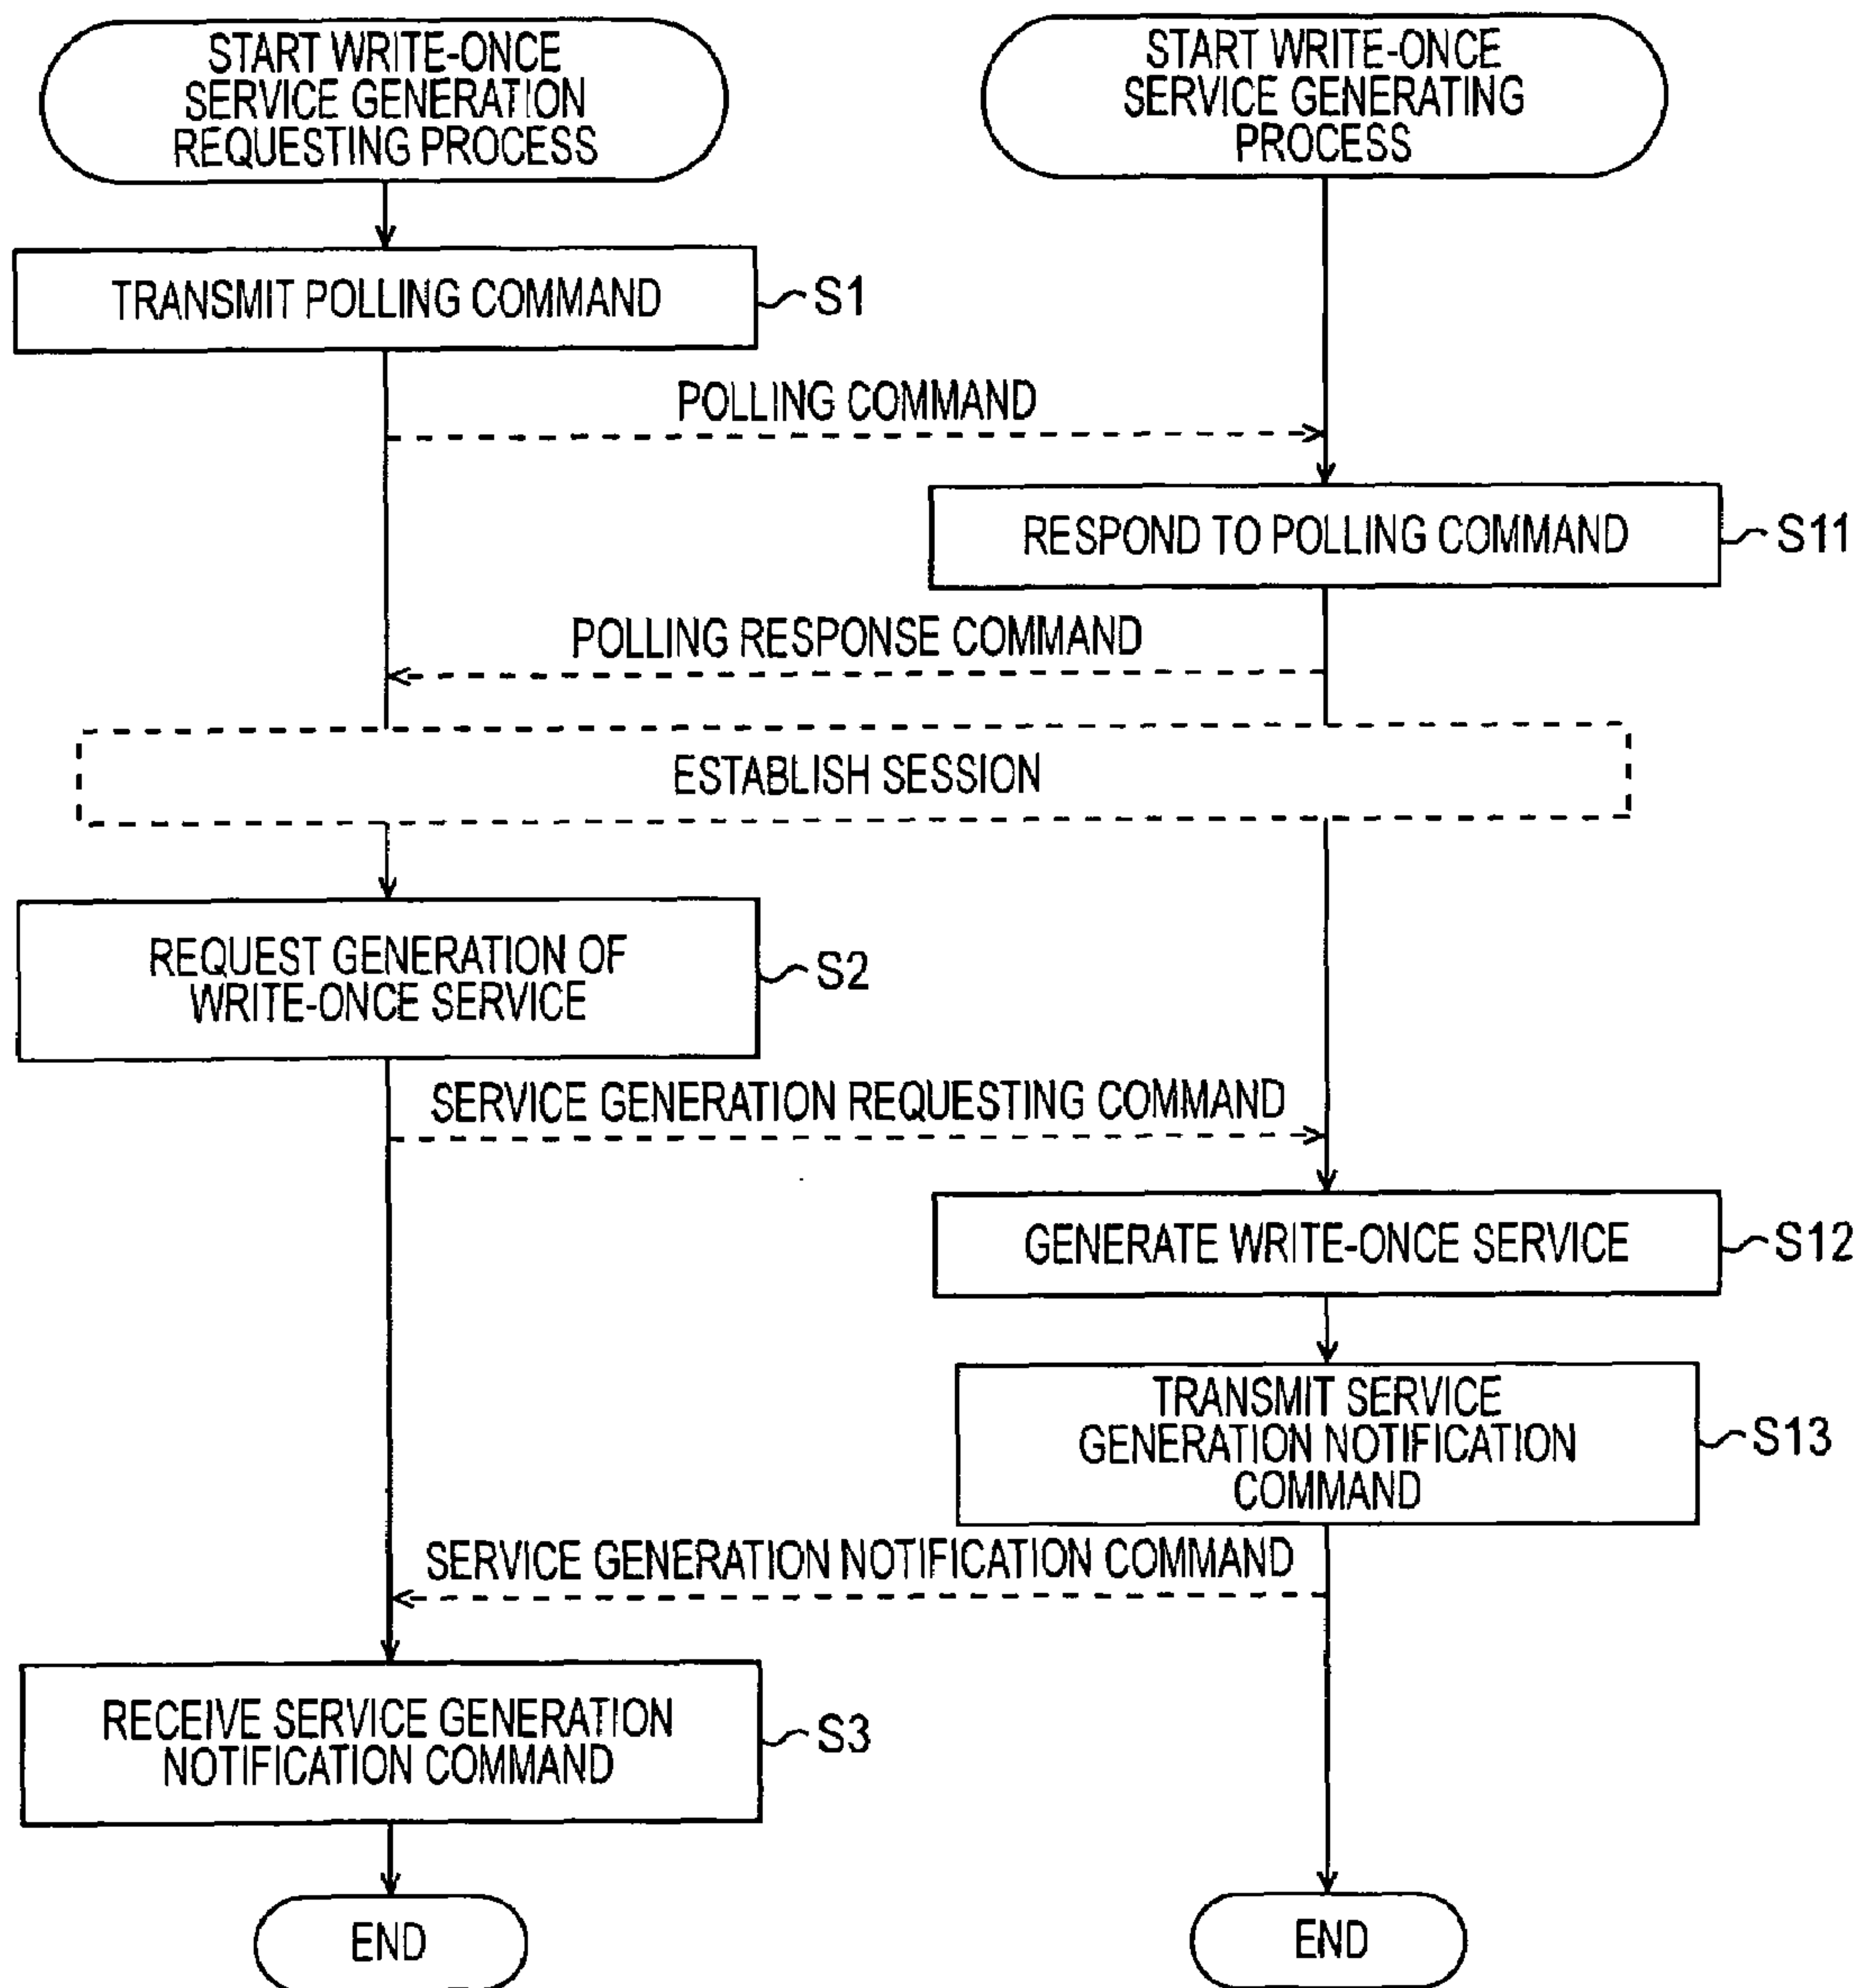 START WRITE-ONCE
SERVICE GENERATION
REQUESTING PROCESS
START WRITE-ONCE
SERVICE GENERATING
PROCESS
TRANSMIT POLLING COMMAND
S1
POLLING COMMAND
RESPOND TO POLLING COMMAND
S11
POLLING RESPONSE COMMAND
ESTABLISH SESSION
REQUEST GENERATION OF
WRITE-ONCE SERVICE
S2
SERVICE GENERATION REQUESTING COMMAND
GENERATE WRITE-ONCE SERVICE
S12
TRANSMIT SERVICE
GENERATION NOTIFICATION
COMMAND
S13
SERVICE GENERATION NOTIFICATION COMMAND
RECEIVE SERVICE GENERATION
NOTIFICATION COMMAND
S3
END
END